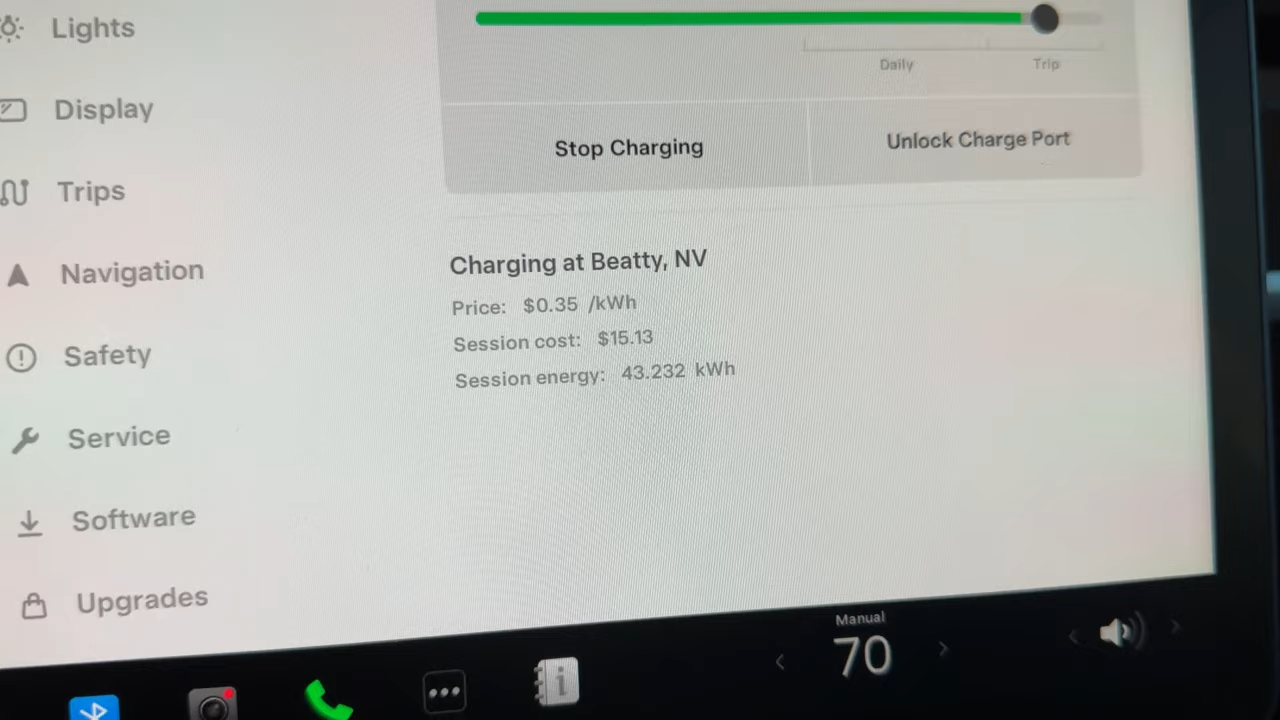 Lights
Display
Trips
Navigation
Safety
Service
Software
Upgrades
Daily Trip
Stop Charging Unlock Charge Port
Charging at Beatty, NV
Price: $0.35 /kWh
Session cost: $15.13
Session energy: 43.232 kWh
Manual
70